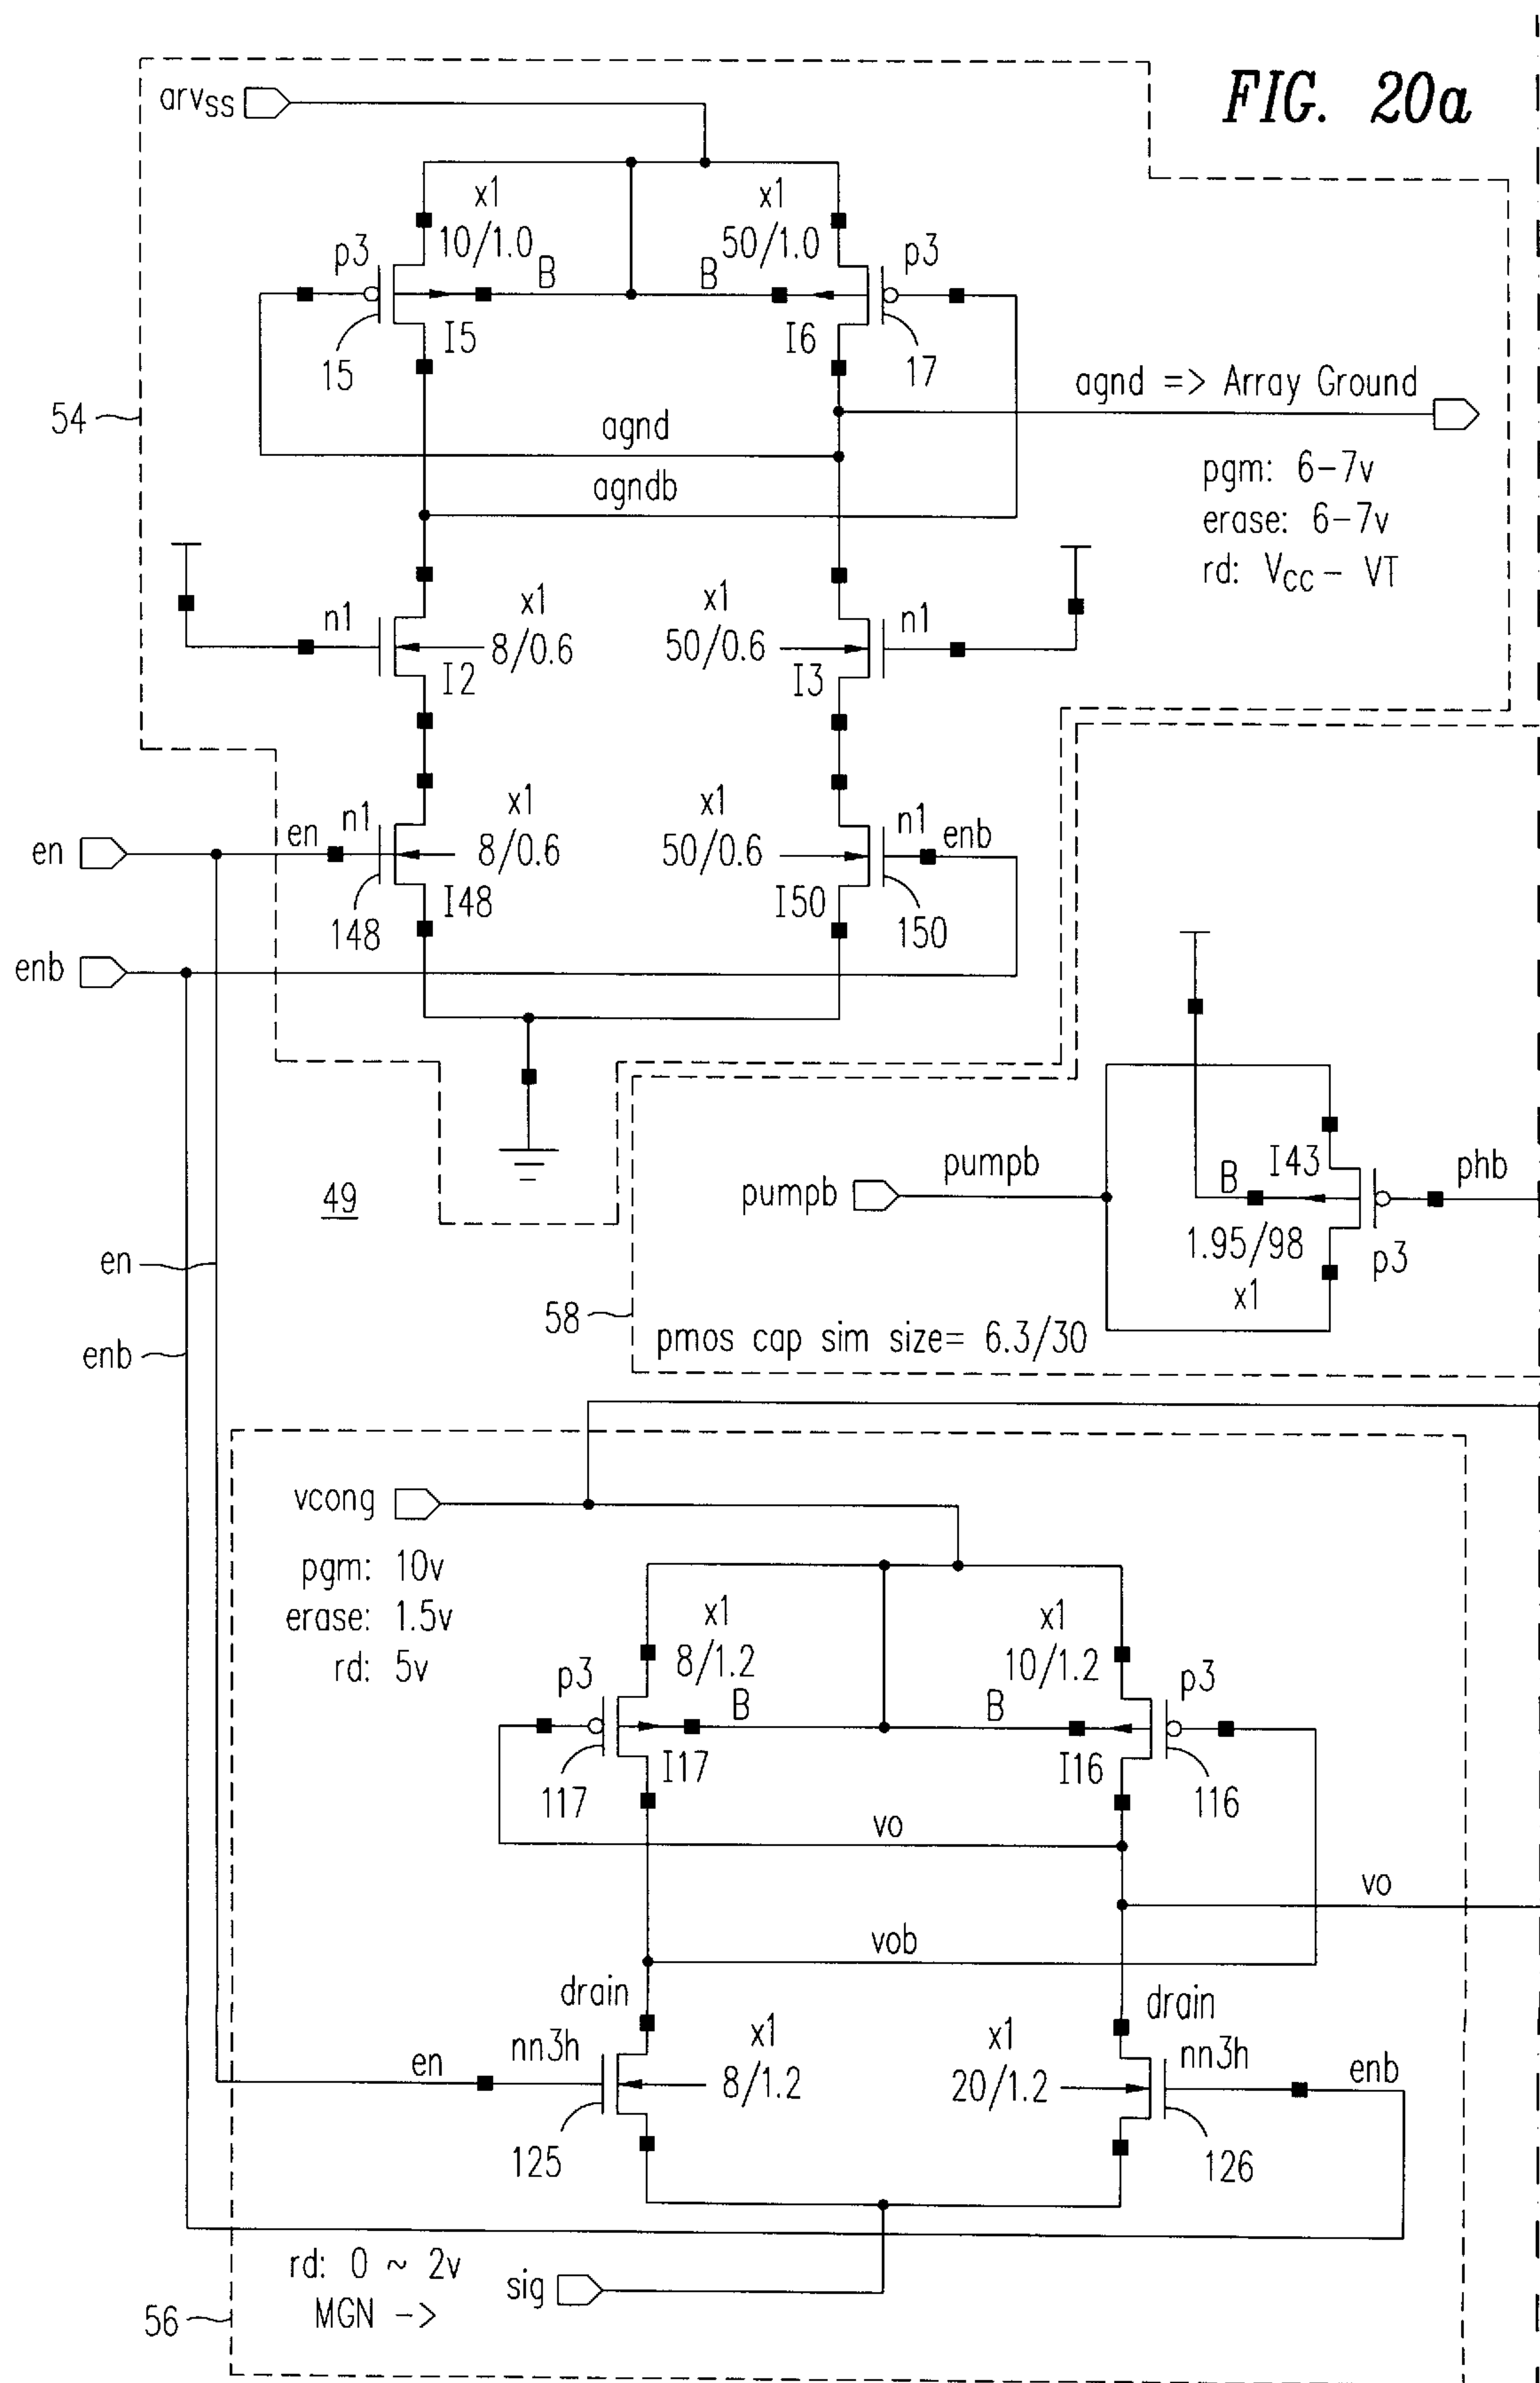 FIG. 20a
arvSS
x1
10/1.0
x1
50/1.0
p3
B
B
p3
I5
I6
15
17
agnd => Array Ground
54
agnd
pgm: 6-7v
agndb
erase: 6-7v
rd: VCC - VT
n1
x1
8/0.6
x1
50/0.6
n1
I2
I3
en
en
n1
x1
8/0.6
x1
50/0.6
n1
enb
148
I48
I50
150
enb
49
pumpb
pumpb
B
I43
phb
1.95/98
x1
p3
en
58
pmos cap sim size= 6.3/30
enb
vcong
pgm: 10v
erase: 1.5v
rd: 5v
x1
8/1.2
x1
10/1.2
p3
B
B
p3
117
I17
I16
116
vo
vo
vob
drain
drain
en
nn3h
x1
8/1.2
x1
20/1.2
nn3h
enb
125
126
rd: 0 ~ 2v
MGN ->
sig
56